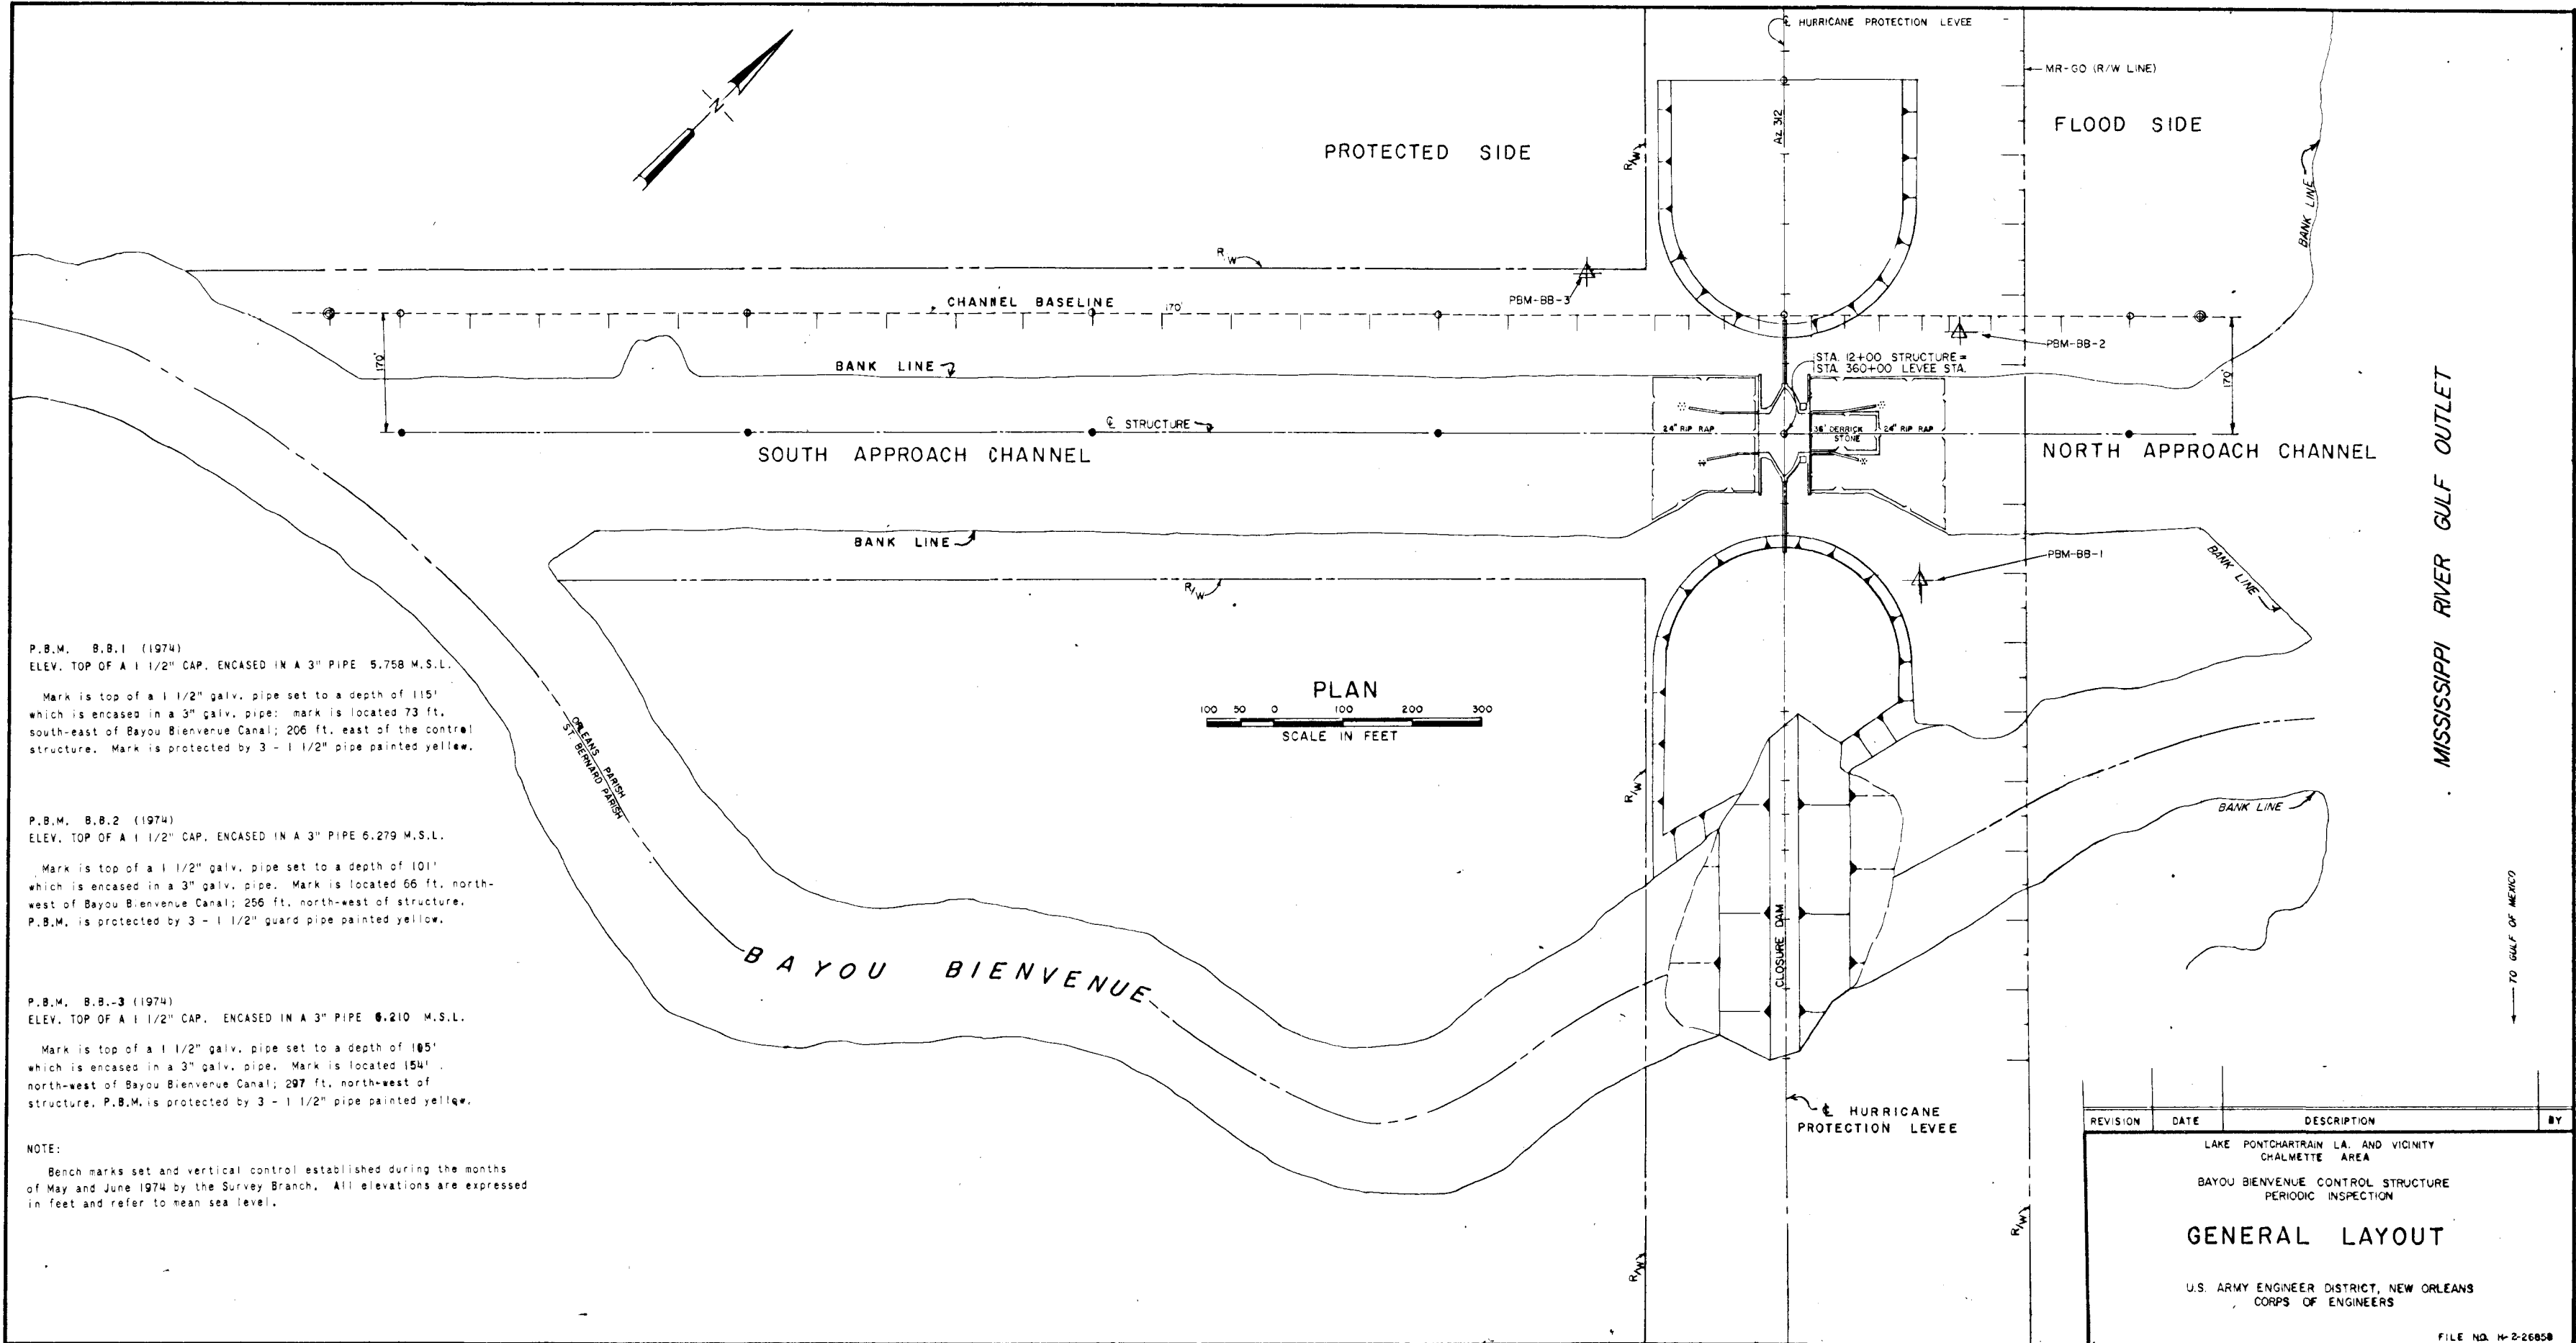 ℄ HURRICANE PROTECTION LEVEE
MR-GO (R/W LINE)
N
AZ 312
FLOOD SIDE
PROTECTED SIDE
R/W
BANK LINE
R/W
PBM-BB-3
CHANNEL BASELINE
170'
PBM-BB-2
170'
170'
BANK LINE
STA. 12+00 STRUCTURE =
STA. 360+00 LEVEE STA.
℄ STRUCTURE
24" RIP RAP
36" DERRICK
STONE
24" RIP RAP
SOUTH APPROACH CHANNEL
NORTH APPROACH CHANNEL
MISSISSIPPI RIVER GULF OUTLET
BANK LINE
PBM-BB-1
BANK LINE
R/W
P.B.M. B.B.1 (1974)
ELEV. TOP OF A 1 1/2" CAP. ENCASED IN A 3" PIPE 5.758 M.S.L.
Mark is top of a 1 1/2" galv. pipe set to a depth of 115'
which is encased in a 3" galv. pipe: mark is located 73 ft.
south-east of Bayou Bienvenue Canal; 206 ft. east of the control
structure. Mark is protected by 3 - 1 1/2" pipe painted yellow.
P.B.M. B.B.2 (1974)
ELEV. TOP OF A 1 1/2" CAP. ENCASED IN A 3" PIPE 6.279 M.S.L.
Mark is top of a 1 1/2" galv. pipe set to a depth of 101'
which is encased in a 3" galv. pipe. Mark is located 66 ft. north-
west of Bayou Bienvenue Canal; 256 ft. north-west of structure.
P.B.M. is protected by 3 - 1 1/2" guard pipe painted yellow.
P.B.M. B.B.-3 (1974)
ELEV. TOP OF A 1 1/2" CAP. ENCASED IN A 3" PIPE 6.210 M.S.L.
Mark is top of a 1 1/2" galv. pipe set to a depth of 105'
which is encased in a 3" galv. pipe. Mark is located 154'
north-west of Bayou Bienvenue Canal; 297 ft. north-west of
structure. P.B.M. is protected by 3 - 1 1/2" pipe painted yellow.
NOTE:
Bench marks set and vertical control established during the months
of May and June 1974 by the Survey Branch. All elevations are expressed
in feet and refer to mean sea level.
ORLEANS PARISH
ST. BERNARD PARISH
PLAN
100 50 0 100 200 300
SCALE IN FEET
R/W
BANK LINE
BAYOU BIENVENUE
CLOSURE DAM
TO GULF OF MEXICO
℄ HURRICANE
PROTECTION LEVEE
R/W
R/W
REVISION DATE DESCRIPTION BY
LAKE PONTCHARTRAIN LA. AND VICINITY
CHALMETTE AREA
BAYOU BIENVENUE CONTROL STRUCTURE
PERIODIC INSPECTION
GENERAL LAYOUT
U.S. ARMY ENGINEER DISTRICT, NEW ORLEANS
CORPS OF ENGINEERS
FILE NO. H-2-26858